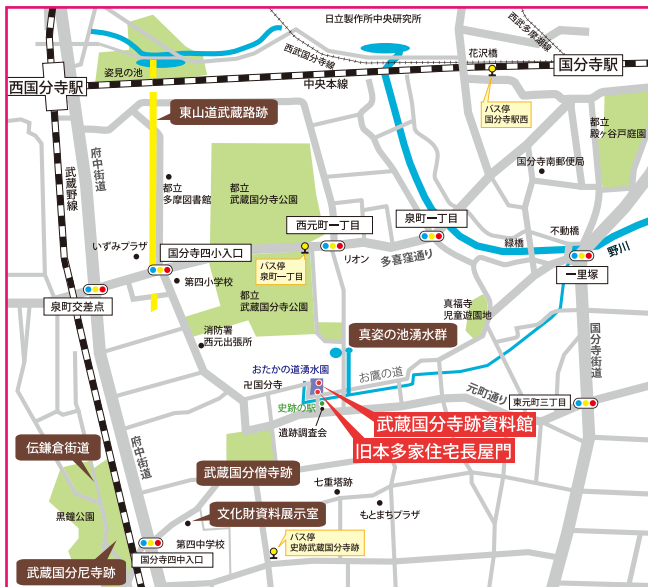 日立製作所中央研究所
西武国分寺線
西武多摩湖線
花沢橋
国分寺駅
姿見の池
西国分寺駅
中央本線
バス停
国分寺駅西
東山道武蔵路跡
都立
殿ヶ谷戸庭園
府中街道
武蔵野線
国分寺南郵便局
都立
多摩図書館
都立
武蔵国分寺公園
西元町一丁目
泉町一丁目
いずみプラザ
国分寺四小入口
リオン
多喜窪通り
緑橋
不動橋
野川
バス停
泉町一丁目
一里塚
第四小学校
泉町交差点
都立
武蔵国分寺公園
真福寺
児童遊園地
消防署
西元出張所
真姿の池湧水群
国分寺街道
おたかの道湧水園
お鷹の道
卍国分寺
元町通り
史跡の駅
東元町三丁目
武蔵国分寺跡資料館
遺跡調査会
旧本多家住宅長屋門
府中街道
伝鎌倉街道
武蔵国分僧寺跡
七重塔跡
黒鐘公園
文化財資料展示室
もとまちプラザ
第四中学校
バス停
史跡武蔵国分寺跡
国分寺四中入口
武蔵国分尼寺跡